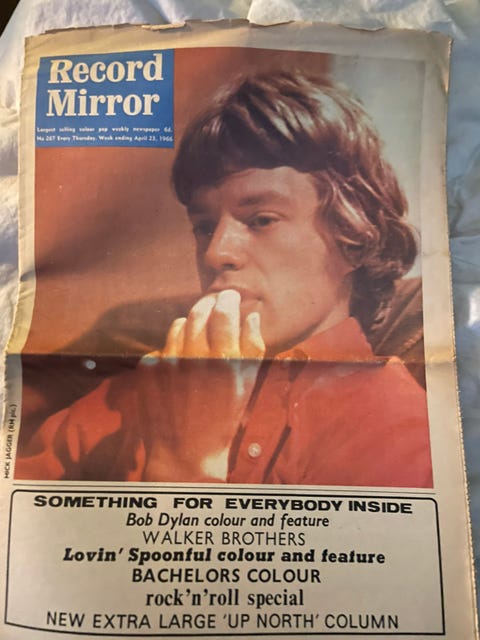 Record
Mirror
Largest selling colour pop weekly newspaper 6d.
No 267 Every Thursday. Week ending April 23, 1966
MICK JAGGER (RM pic.)
SOMETHING FOR EVERYBODY INSIDE
Bob Dylan colour and feature
WALKER BROTHERS
Lovin' Spoonful colour and feature
BACHELORS COLOUR
rock'n'roll special
NEW EXTRA LARGE 'UP NORTH' COLUMN